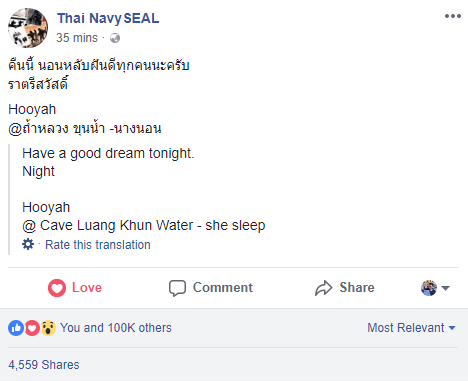 Thai NavySEAL
35 mins ·
คืนนี้ นอนหลับฝันดีทุกคนนะครับ
ราตรีสวัสดิ์
Hooyah
@ถ้ำหลวง ขุนน้ำ -นางนอน
Have a good dream tonight.
Night
Hooyah
@ Cave Luang Khun Water - she sleep
· Rate this translation
Love Comment Share
You and 100K others Most Relevant
4,559 Shares